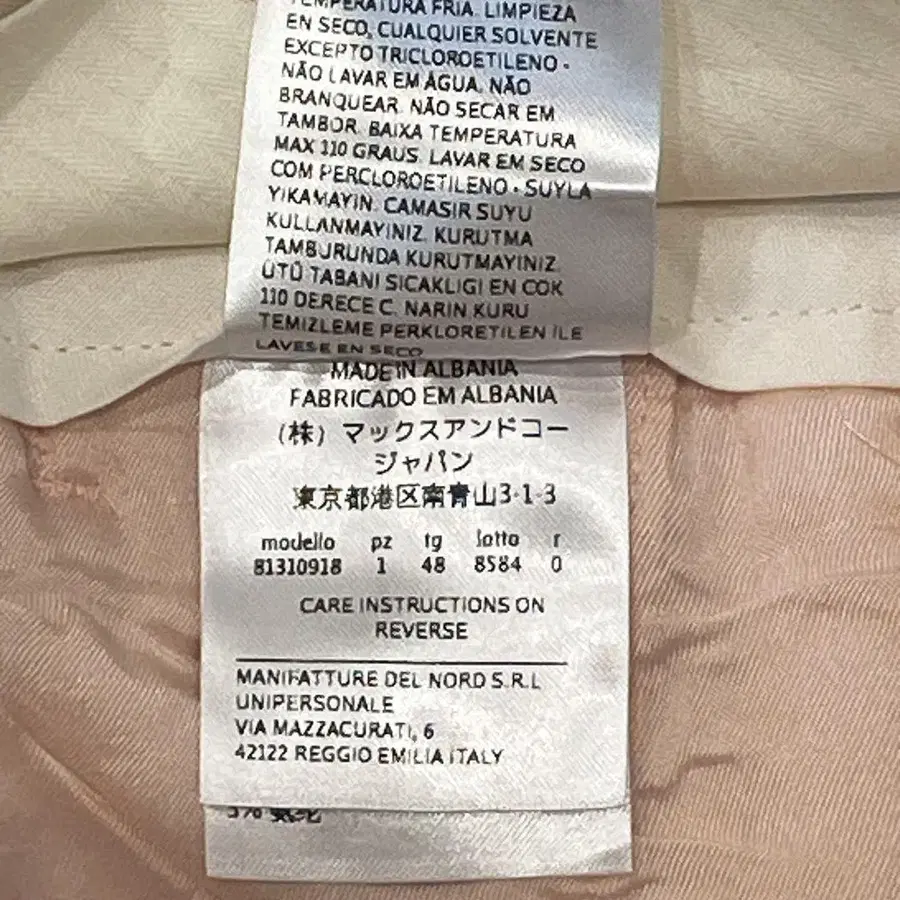 TEMPERATURA FRIA. LIMPIEZA
EN SECO, CUALQUIER SOLVENTE
EXCEPTO TRICLOROETILENO -
NÃO LAVAR EM ÁGUA. NÃO
BRANQUEAR. NÃO SECAR EM
TAMBOR. BAIXA TEMPERATURA
MAX 110 GRAUS. LAVAR EM SECO
COM PERCLOROETILENO - SUYLA
YIKAMAYIN. CAMASIR SUYU
KULLANMAYINIZ. KURUTMA
TAMBURUNDA KURUTMAYINIZ.
ÜTÜ TABANI SICAKLIGI EN COK
110 DERECE C. NARIN KURU
TEMIZLEME PERKLORETILEN ILE
LAVESE EN SECO
MADE IN ALBANIA
FABRICADO EM ALBANIA
(株) マックスアンドコー
ジャパン
東京都港区南青山3-1-3
modello pz tg lotto r
81310918 1 48 8584 0
CARE INSTRUCTIONS ON
REVERSE
MANIFATTURE DEL NORD S.R.L
UNIPERSONALE
VIA MAZZACURATI, 6
42122 REGGIO EMILIA ITALY